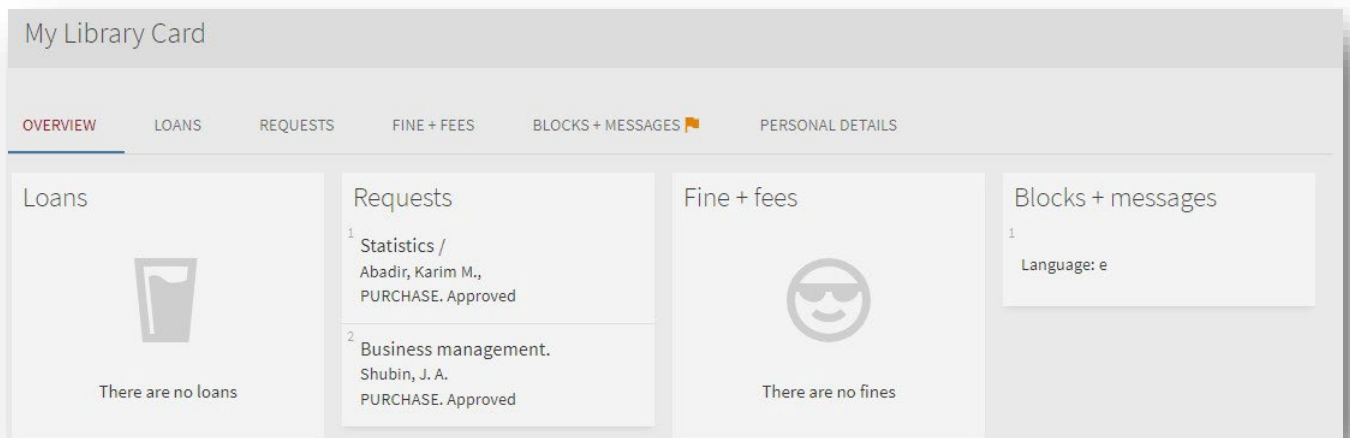 My Library Card
OVERVIEW LOANS REQUESTS FINE + FEES BLOCKS + MESSAGES PERSONAL DETAILS
Loans
There are no loans
Requests
1
Statistics /
Abadir, Karim M.,
PURCHASE. Approved
2
Business management.
Shubin, J. A.
PURCHASE. Approved
Fine + fees
There are no fines
Blocks + messages
1
Language: e